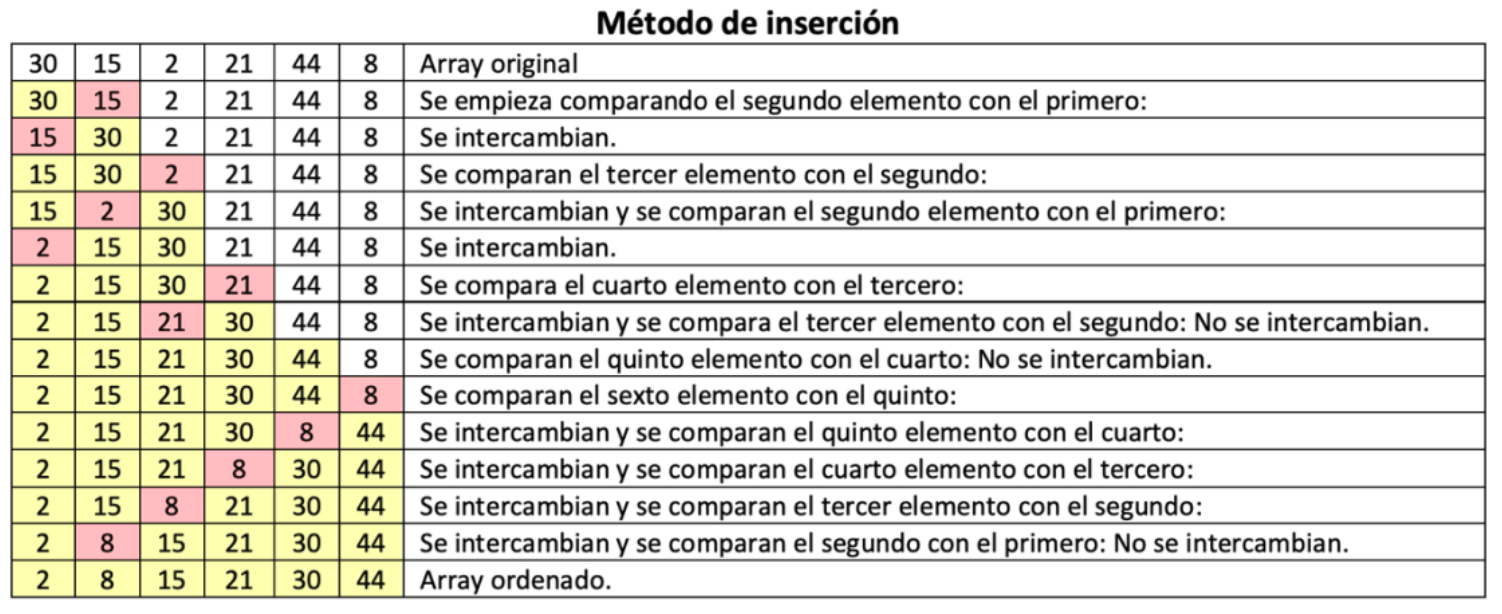 Método de inserción
30 15 2 21 44 8 Array original
30 15 2 21 44 8 Se empieza comparando el segundo elemento con el primero:
15 30 2 21 44 8 Se intercambian.
15 30 2 21 44 8 Se comparan el tercer elemento con el segundo:
15 2 30 21 44 8 Se intercambian y se comparan el segundo elemento con el primero:
2 15 30 21 44 8 Se intercambian.
2 15 30 21 44 8 Se compara el cuarto elemento con el tercero:
2 15 21 30 44 8 Se intercambian y se compara el tercer elemento con el segundo: No se intercambian.
2 15 21 30 44 8 Se comparan el quinto elemento con el cuarto: No se intercambian.
2 15 21 30 44 8 Se comparan el sexto elemento con el quinto:
2 15 21 30 8 44 Se intercambian y se comparan el quinto elemento con el cuarto:
2 15 21 8 30 44 Se intercambian y se comparan el cuarto elemento con el tercero:
2 15 8 21 30 44 Se intercambian y se comparan el tercer elemento con el segundo:
2 8 15 21 30 44 Se intercambian y se comparan el segundo con el primero: No se intercambian.
2 8 15 21 30 44 Array ordenado.